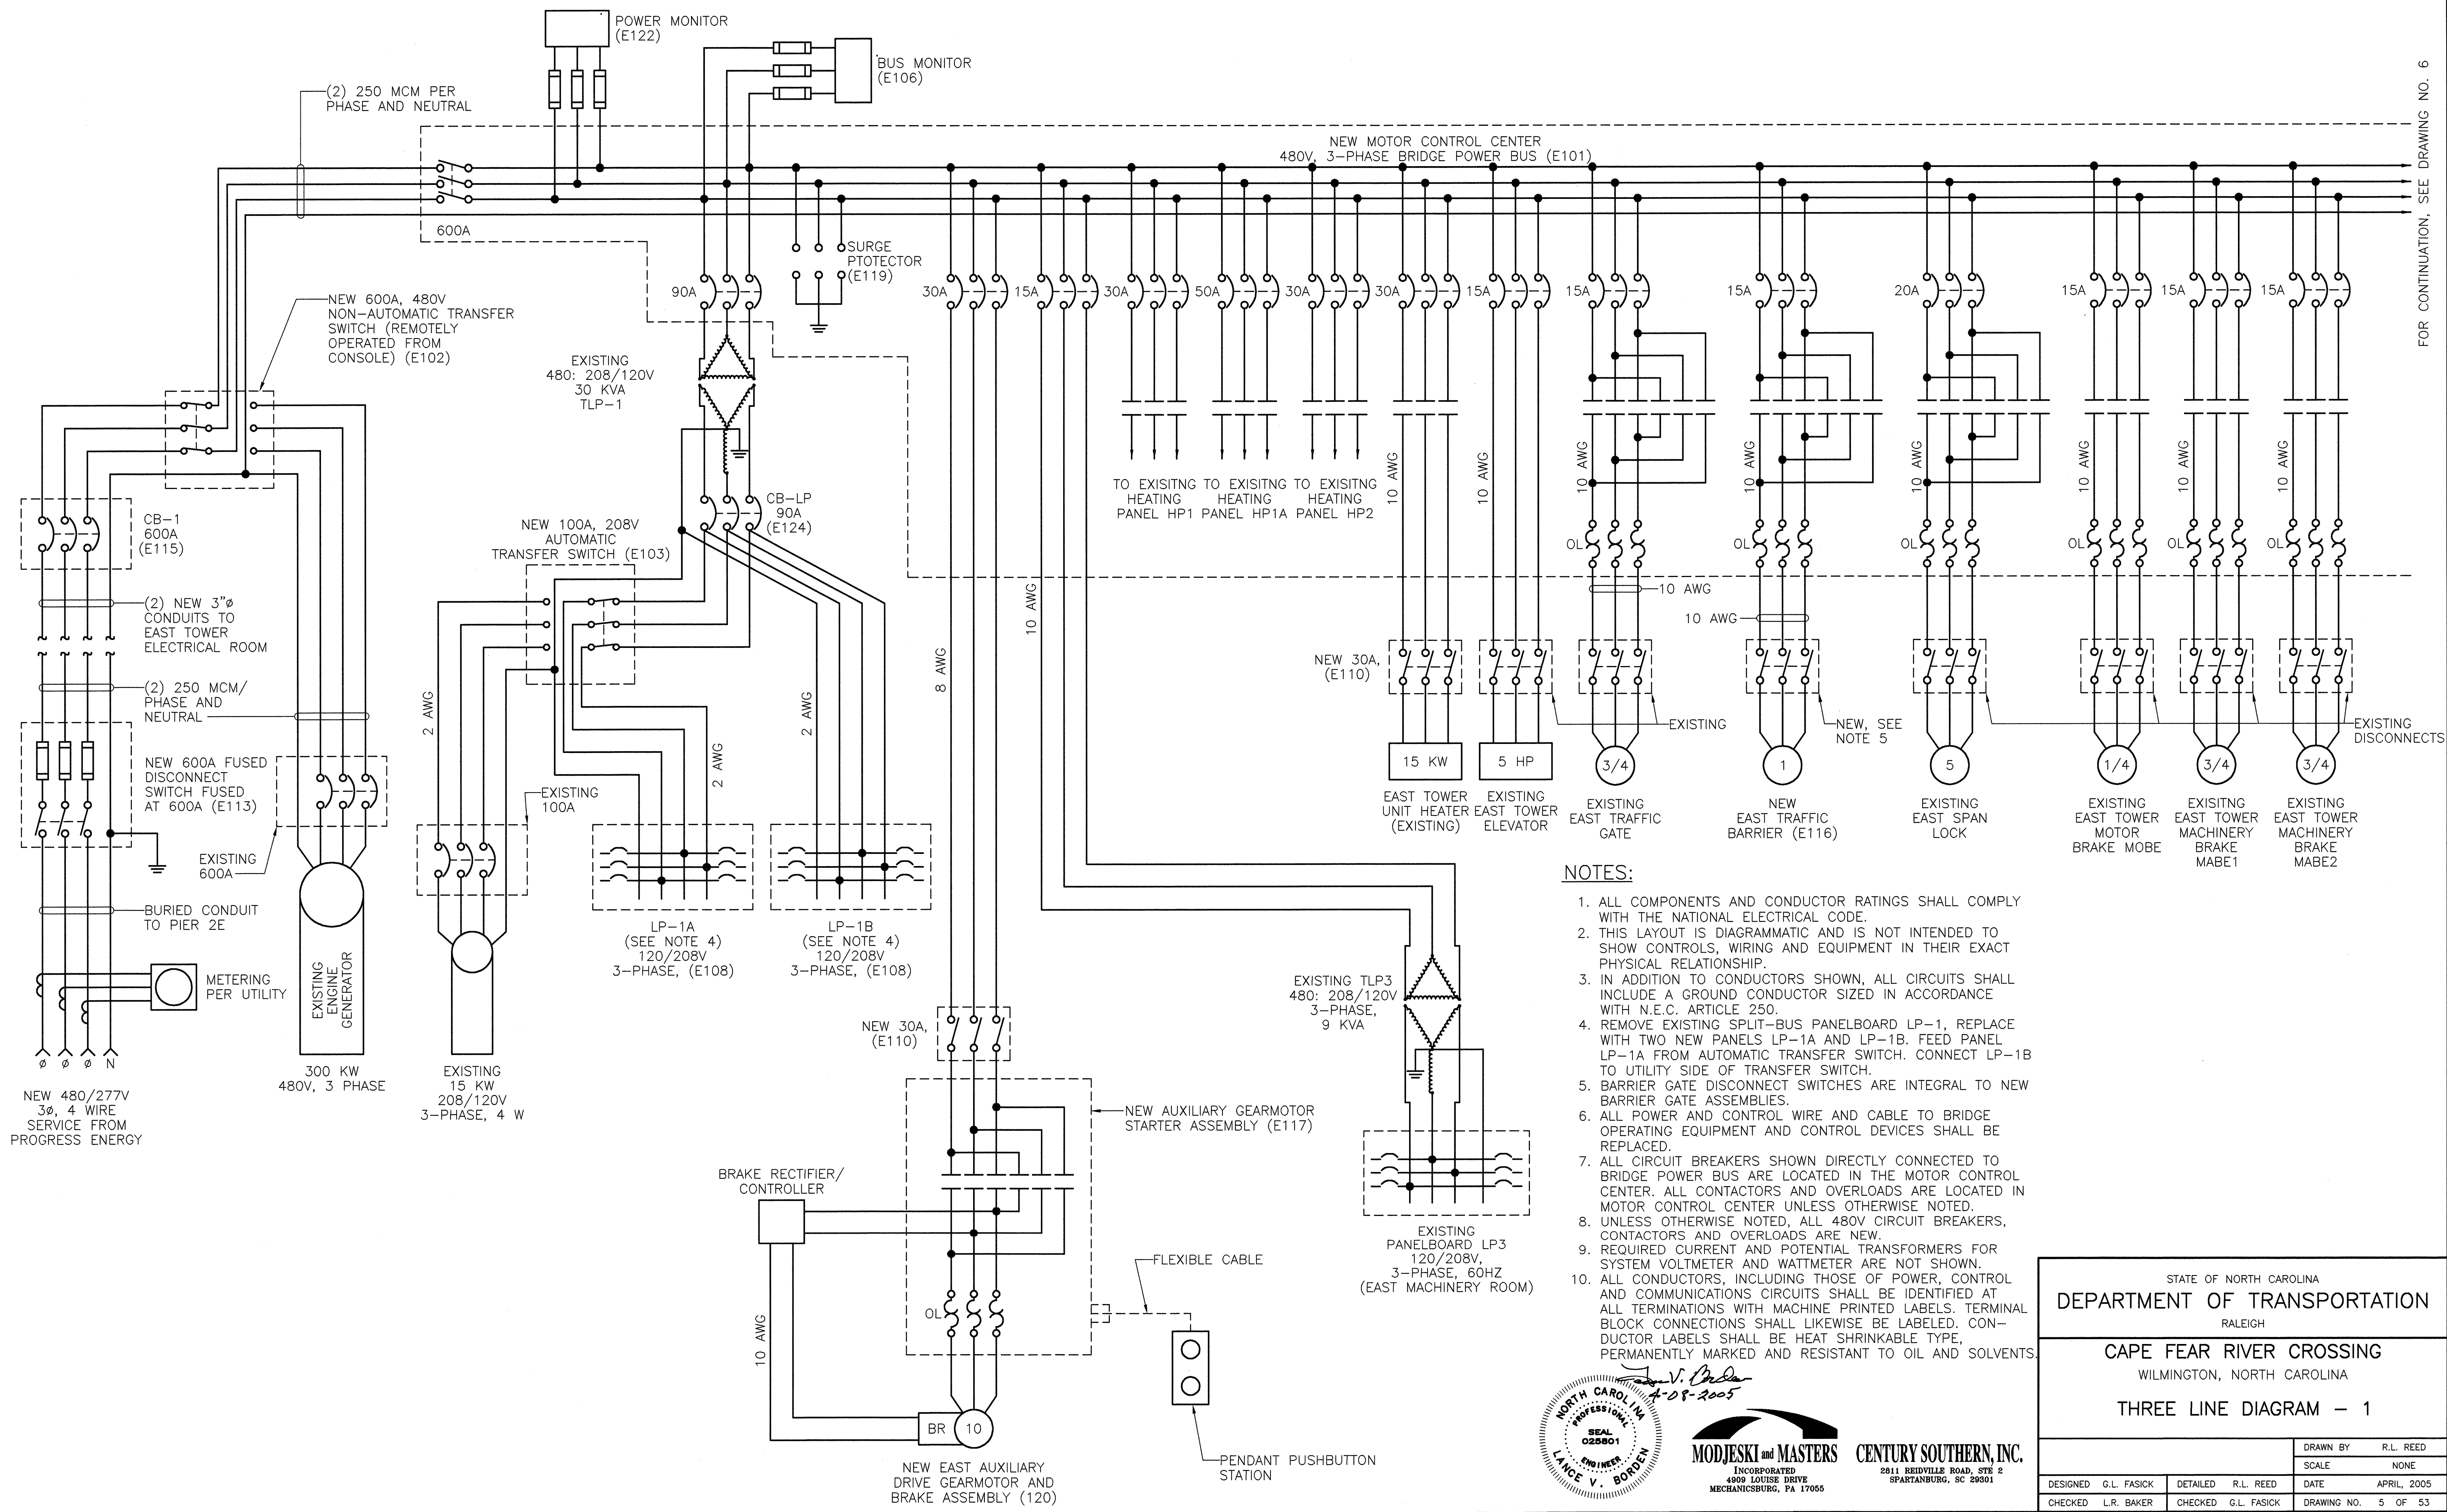 POWER MONITOR
(E122)
BUS MONITOR
(E106)
(2) 250 MCM PER
PHASE AND NEUTRAL
NEW MOTOR CONTROL CENTER
480V, 3-PHASE BRIDGE POWER BUS (E101)
FOR CONTINUATION, SEE DRAWING NO. 6
600A
SURGE
PTOTECTOR
(E119)
90A
30A
15A
30A
50A
30A
30A
15A
15A
15A
20A
15A
15A
15A
NEW 600A, 480V
NON-AUTOMATIC TRANSFER
SWITCH (REMOTELY
OPERATED FROM
CONSOLE) (E102)
EXISTING
480: 208/120V
30 KVA
TLP-1
CB-LP
90A
(E124)
NEW 100A, 208V
AUTOMATIC
TRANSFER SWITCH (E103)
CB-1
600A
(E115)
(2) NEW 3"ø
CONDUITS TO
EAST TOWER
ELECTRICAL ROOM
(2) 250 MCM/
PHASE AND
NEUTRAL
NEW 600A FUSED
DISCONNECT
SWITCH FUSED
AT 600A (E113)
EXISTING
600A
BURIED CONDUIT
TO PIER 2E
METERING
PER UTILITY
ø ø ø N
NEW 480/277V
3ø, 4 WIRE
SERVICE FROM
PROGRESS ENERGY
EXISTING
ENGINE
GENERATOR
300 KW
480V, 3 PHASE
2 AWG
EXISTING
100A
EXISTING
15 KW
208/120V
3-PHASE, 4 W
2 AWG
2 AWG
LP-1A
(SEE NOTE 4)
120/208V
3-PHASE, (E108)
LP-1B
(SEE NOTE 4)
120/208V
3-PHASE, (E108)
8 AWG
10 AWG
TO EXISITNG
HEATING
PANEL HP1
TO EXISITNG
HEATING
PANEL HP1A
TO EXISITNG
HEATING
PANEL HP2
10 AWG
10 AWG
10 AWG
10 AWG
10 AWG
10 AWG
10 AWG
10 AWG
OL
OL
OL
OL
OL
OL
10 AWG
10 AWG
NEW 30A,
(E110)
EXISTING
NEW, SEE
NOTE 5
EXISTING
DISCONNECTS
15 KW
5 HP
3/4
1
5
1/4
3/4
3/4
EAST TOWER
UNIT HEATER
(EXISTING)
EXISTING
EAST TOWER
ELEVATOR
EXISTING
EAST TRAFFIC
GATE
NEW
EAST TRAFFIC
BARRIER (E116)
EXISTING
EAST SPAN
LOCK
EXISTING
EAST TOWER
MOTOR
BRAKE MOBE
EXISITNG
EAST TOWER
MACHINERY
BRAKE
MABE1
EXISTING
EAST TOWER
MACHINERY
BRAKE
MABE2
EXISTING TLP3
480: 208/120V
3-PHASE,
9 KVA
NEW 30A,
(E110)
NEW AUXILIARY GEARMOTOR
STARTER ASSEMBLY (E117)
BRAKE RECTIFIER/
CONTROLLER
EXISTING
PANELBOARD LP3
120/208V,
3-PHASE, 60HZ
(EAST MACHINERY ROOM)
FLEXIBLE CABLE
OL
10 AWG
BR
10
PENDANT PUSHBUTTON
STATION
NEW EAST AUXILIARY
DRIVE GEARMOTOR AND
BRAKE ASSEMBLY (120)
NOTES:
1. ALL COMPONENTS AND CONDUCTOR RATINGS SHALL COMPLY
WITH THE NATIONAL ELECTRICAL CODE.
2. THIS LAYOUT IS DIAGRAMMATIC AND IS NOT INTENDED TO
SHOW CONTROLS, WIRING AND EQUIPMENT IN THEIR EXACT
PHYSICAL RELATIONSHIP.
3. IN ADDITION TO CONDUCTORS SHOWN, ALL CIRCUITS SHALL
INCLUDE A GROUND CONDUCTOR SIZED IN ACCORDANCE
WITH N.E.C. ARTICLE 250.
4. REMOVE EXISTING SPLIT-BUS PANELBOARD LP-1, REPLACE
WITH TWO NEW PANELS LP-1A AND LP-1B. FEED PANEL
LP-1A FROM AUTOMATIC TRANSFER SWITCH. CONNECT LP-1B
TO UTILITY SIDE OF TRANSFER SWITCH.
5. BARRIER GATE DISCONNECT SWITCHES ARE INTEGRAL TO NEW
BARRIER GATE ASSEMBLIES.
6. ALL POWER AND CONTROL WIRE AND CABLE TO BRIDGE
OPERATING EQUIPMENT AND CONTROL DEVICES SHALL BE
REPLACED.
7. ALL CIRCUIT BREAKERS SHOWN DIRECTLY CONNECTED TO
BRIDGE POWER BUS ARE LOCATED IN THE MOTOR CONTROL
CENTER. ALL CONTACTORS AND OVERLOADS ARE LOCATED IN
MOTOR CONTROL CENTER UNLESS OTHERWISE NOTED.
8. UNLESS OTHERWISE NOTED, ALL 480V CIRCUIT BREAKERS,
CONTACTORS AND OVERLOADS ARE NEW.
9. REQUIRED CURRENT AND POTENTIAL TRANSFORMERS FOR
SYSTEM VOLTMETER AND WATTMETER ARE NOT SHOWN.
10. ALL CONDUCTORS, INCLUDING THOSE OF POWER, CONTROL
AND COMMUNICATIONS CIRCUITS SHALL BE IDENTIFIED AT
ALL TERMINATIONS WITH MACHINE PRINTED LABELS. TERMINAL
BLOCK CONNECTIONS SHALL LIKEWISE BE LABELED. CON-
DUCTOR LABELS SHALL BE HEAT SHRINKABLE TYPE,
PERMANENTLY MARKED AND RESISTANT TO OIL AND SOLVENTS.
4-08-2005
NORTH CAROLINA
PROFESSIONAL
SEAL
025801
ENGINEER
LANCE V. BORDEN
MODJESKI and MASTERS
INCORPORATED
4909 LOUISE DRIVE
MECHANICSBURG, PA 17055
CENTURY SOUTHERN, INC.
2811 REIDVILLE ROAD, STE 2
SPARTANBURG, SC 29301
STATE OF NORTH CAROLINA
DEPARTMENT OF TRANSPORTATION
RALEIGH
CAPE FEAR RIVER CROSSING
WILMINGTON, NORTH CAROLINA
THREE LINE DIAGRAM - 1
DRAWN BY R.L. REED
SCALE NONE
DESIGNED G.L. FASICK DETAILED R.L. REED DATE APRIL, 2005
CHECKED L.R. BAKER CHECKED G.L. FASICK DRAWING NO. 5 OF 53